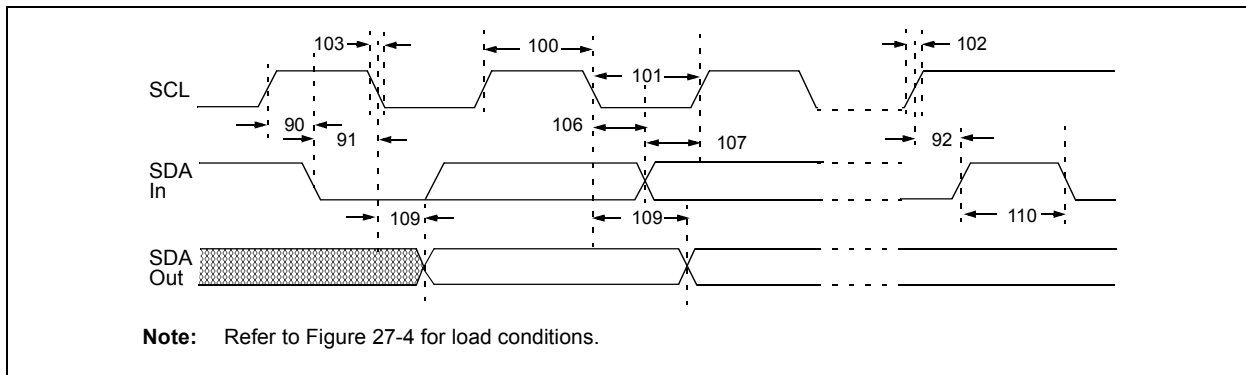 103
100
102
SCL
101
90
91
106
107
92
SDA
In
109
109
110
SDA
Out
Note: Refer to Figure 27-4 for load conditions.